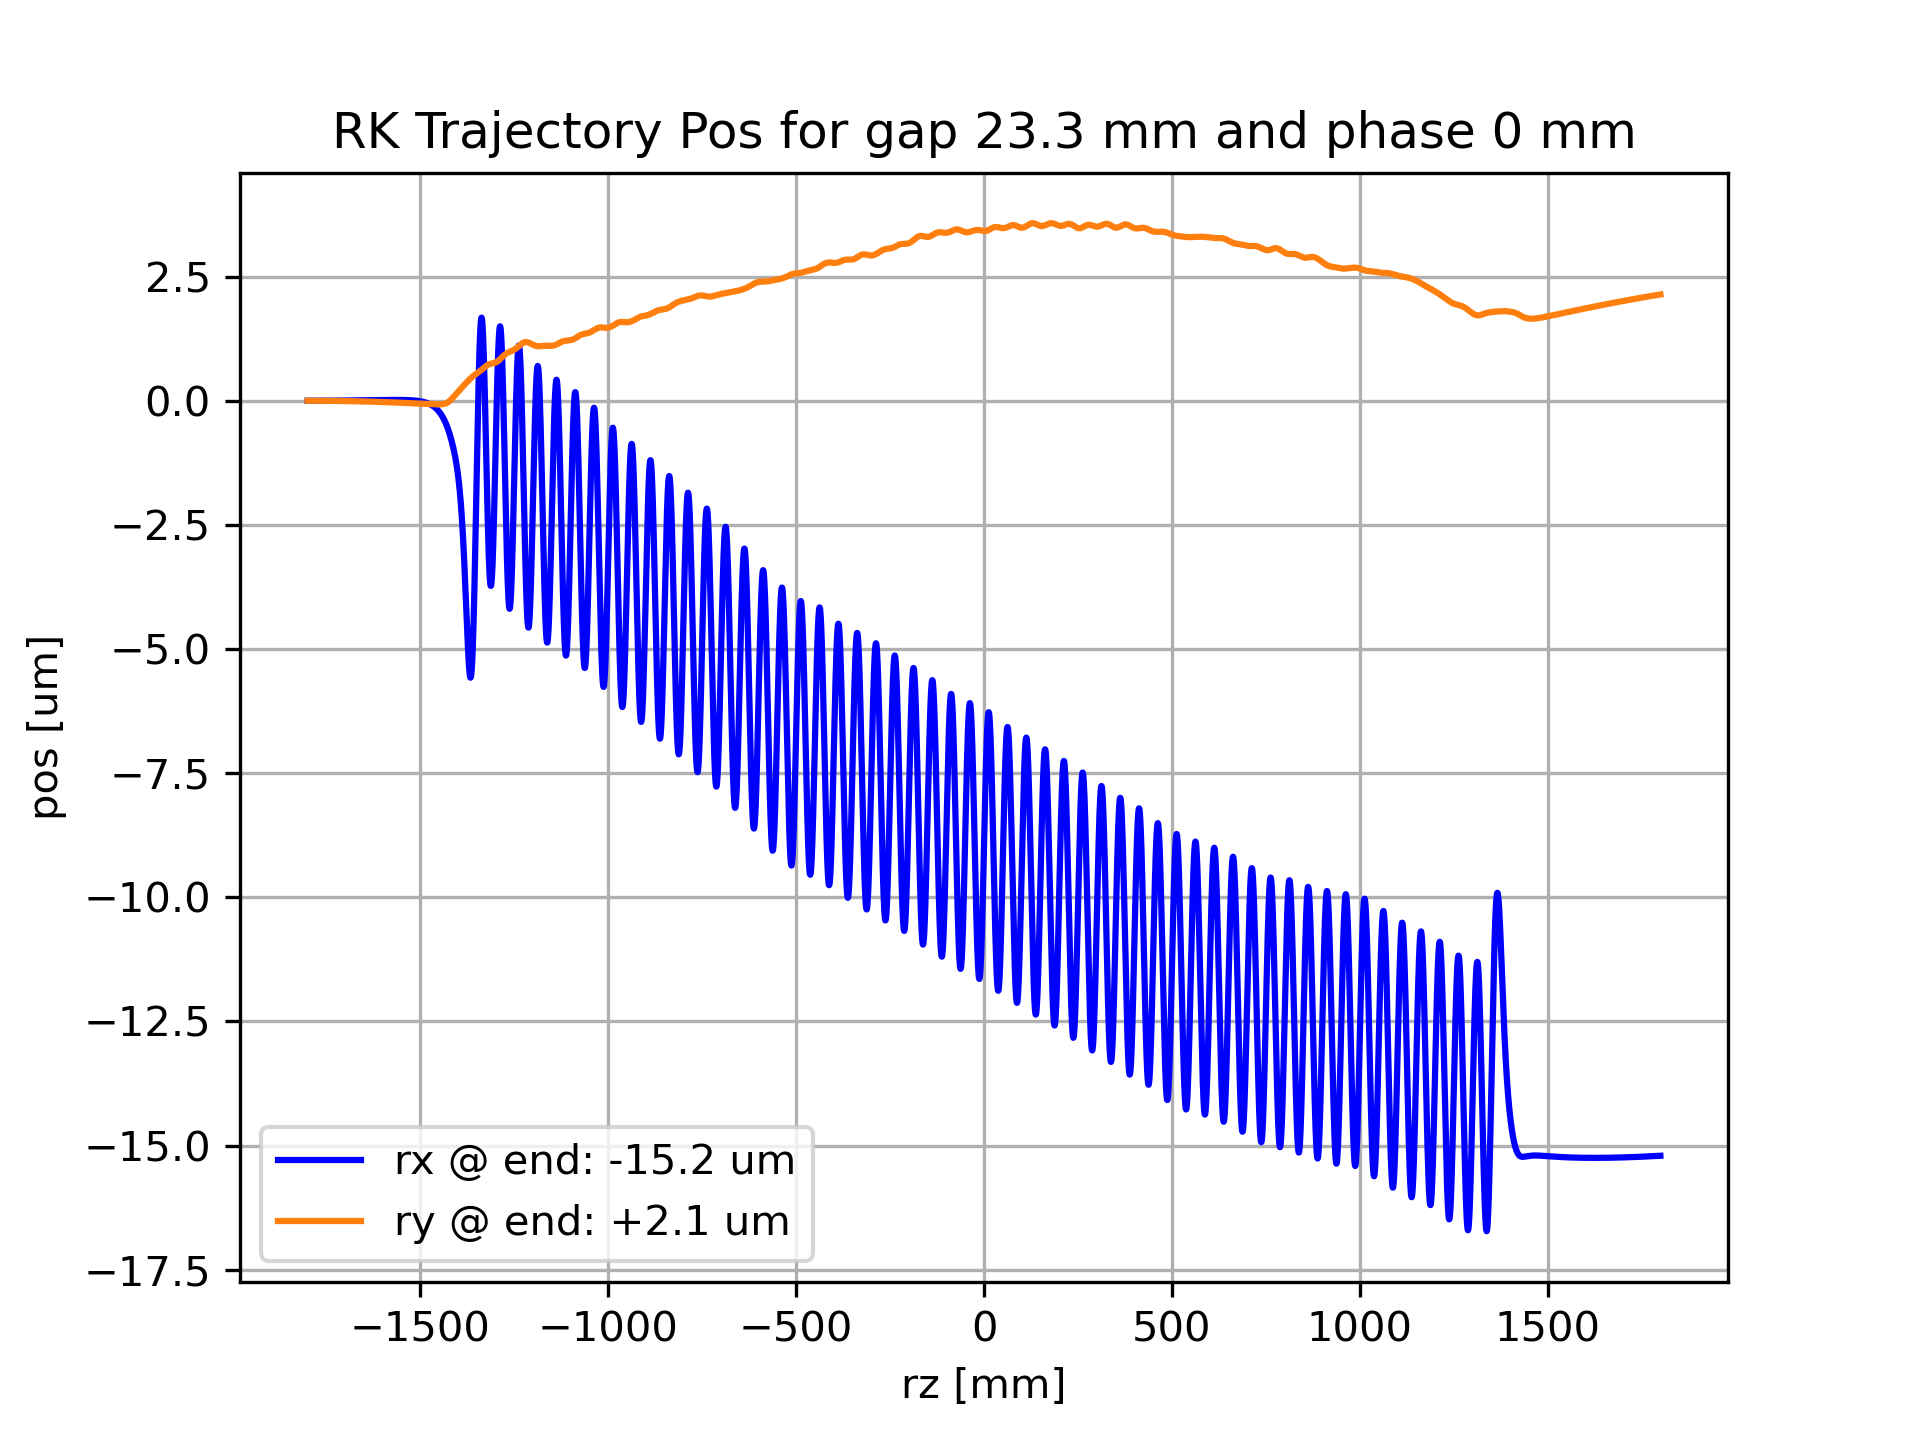 RK Trajectory Pos for gap 23.3 mm and phase 0 mm
pos [um]
2.5
0.0
−2.5
−5.0
−7.5
−10.0
−12.5
−15.0
−17.5
rx @ end: -15.2 um
ry @ end: +2.1 um
−1500 −1000 −500 0 500 1000 1500
rz [mm]